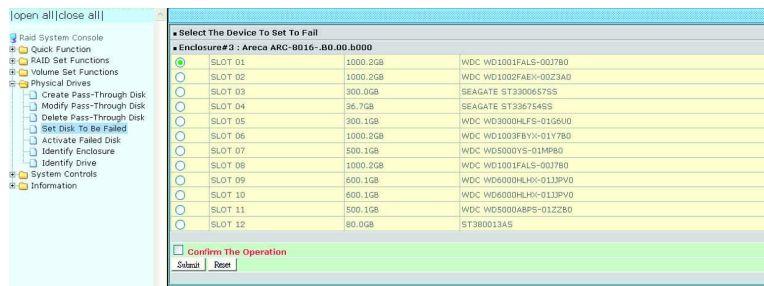 |open all|close all|
Raid System Console
Quick Function
RAID Set Functions
Volume Set Functions
Physical Drives
Create Pass-Through Disk
Modify Pass-Through Disk
Delete Pass-Through Disk
Set Disk To Be Failed
Activate Failed Disk
Identify Enclosure
Identify Drive
System Controls
Information
Select The Device To Set To Fail
Enclosure#3 : Areca ARC-8016-.B0.00.b000
SLOT 01 1000.2GB WDC WD1001FALS-00J7B0
SLOT 02 1000.2GB WDC WD1002FAEX-00Z3A0
SLOT 03 300.0GB SEAGATE ST3300657SS
SLOT 04 36.7GB SEAGATE ST336754SS
SLOT 05 300.1GB WDC WD3000HLFS-01G6U0
SLOT 06 1000.2GB WDC WD1003FBYX-01Y7B0
SLOT 07 500.1GB WDC WD5000YS-01MPB0
SLOT 08 1000.2GB WDC WD1001FALS-00J7B0
SLOT 09 600.1GB WDC WD6000HLHX-01JJPV0
SLOT 10 600.1GB WDC WD6000HLHX-01JJPV0
SLOT 11 500.1GB WDC WD5000ABPS-01ZZB0
SLOT 12 80.0GB ST380013AS
Confirm The Operation
Submit Reset